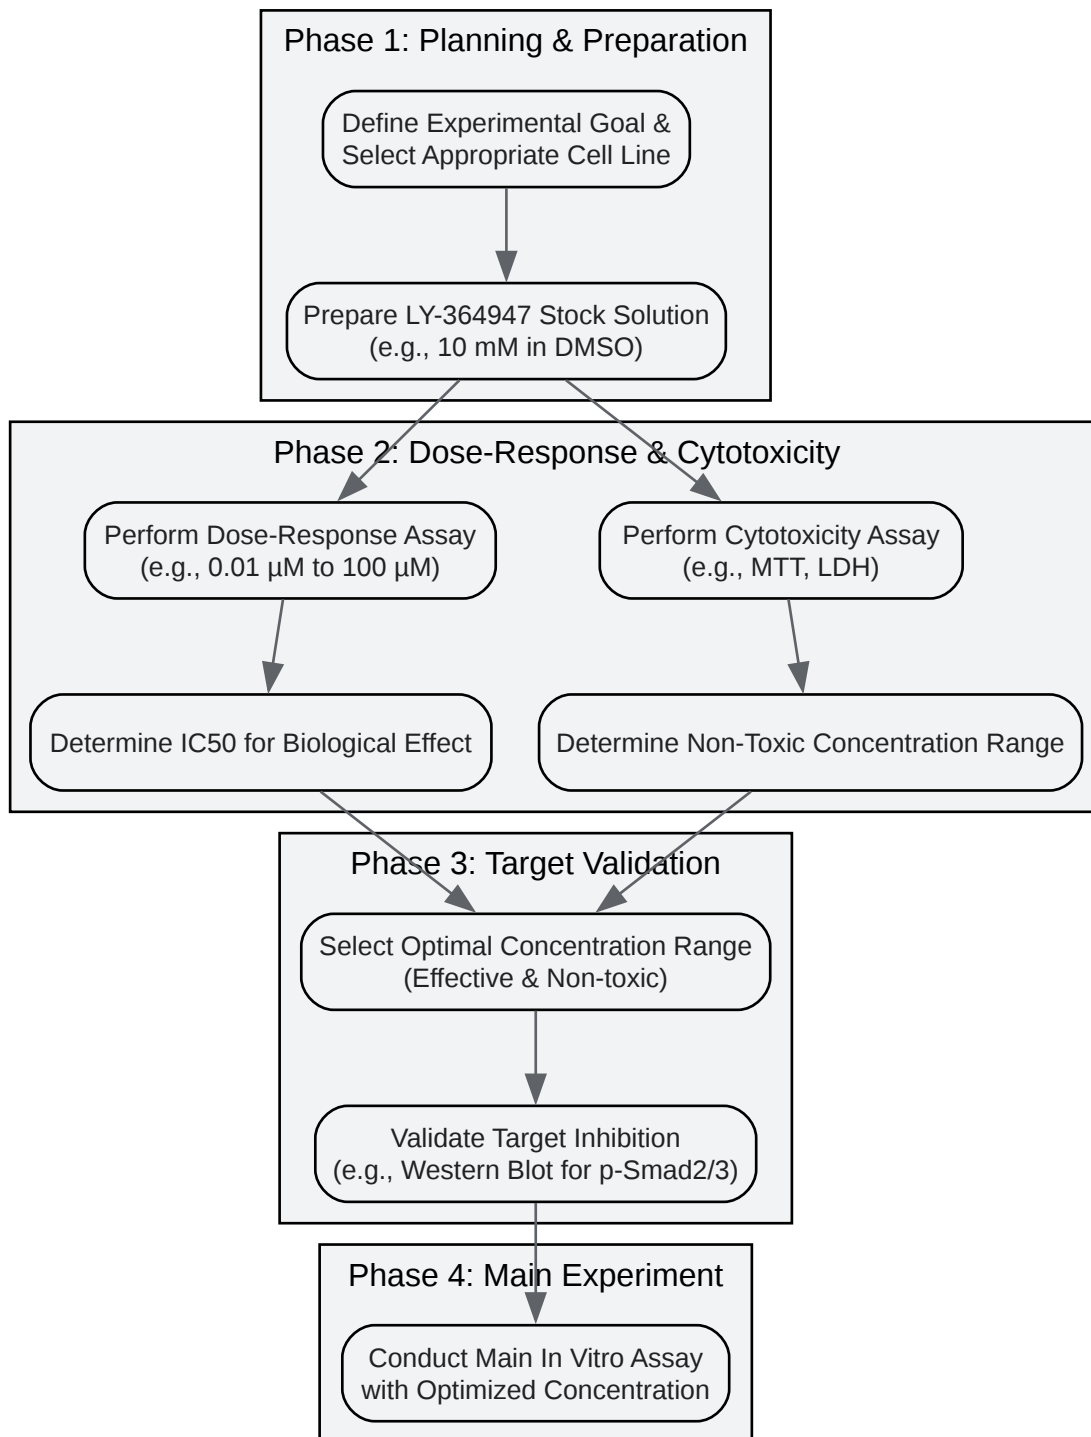 Phase 1: Planning & Preparation
Define Experimental Goal &
Select Appropriate Cell Line
Prepare LY-364947 Stock Solution
(e.g., 10 mM in DMSO)
Phase 2: Dose-Response & Cytotoxicity
Perform Dose-Response Assay
(e.g., 0.01 µM to 100 µM)
Perform Cytotoxicity Assay
(e.g., MTT, LDH)
Determine IC50 for Biological Effect
Determine Non-Toxic Concentration Range
Phase 3: Target Validation
Select Optimal Concentration Range
(Effective & Non-toxic)
Validate Target Inhibition
(e.g., Western Blot for p-Smad2/3)
Phase 4: Main Experiment
Conduct Main In Vitro Assay
with Optimized Concentration